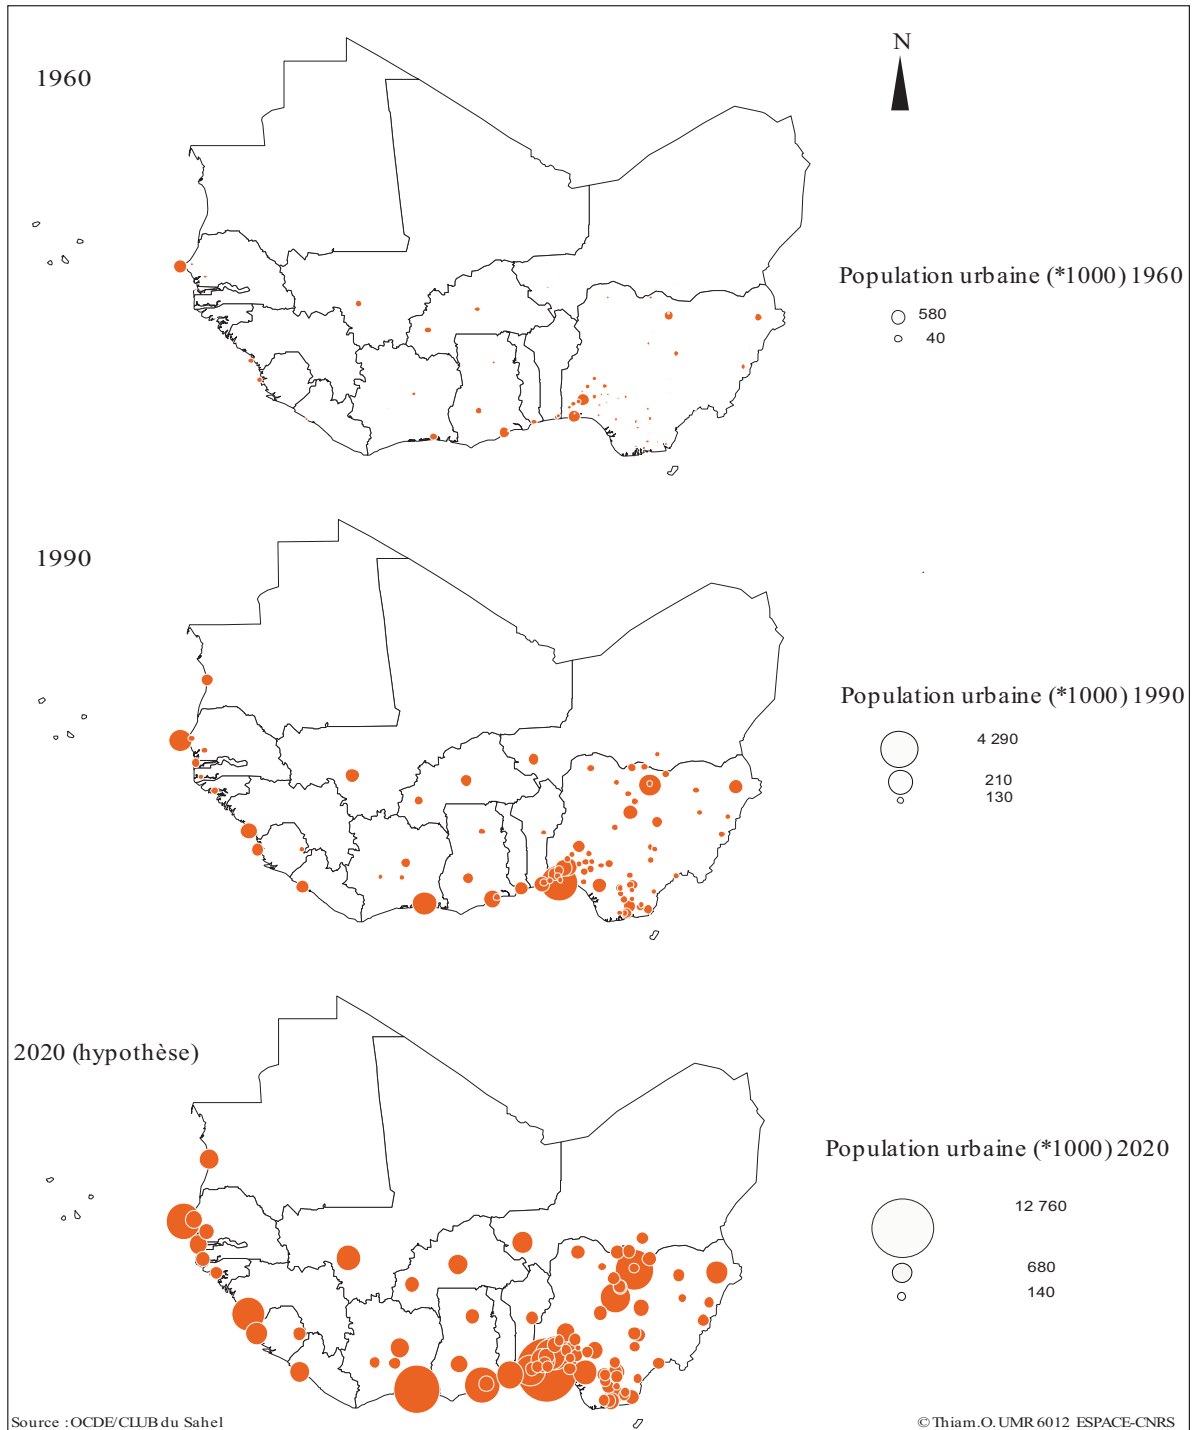 N
1960
Population urbaine (*1000) 1960
580
40
1990
Population urbaine (*1000) 1990
4 290
210
130
2020 (hypothèse)
Population urbaine (*1000) 2020
12 760
680
140
Source : OCDE/CLUB du Sahel
© Thiam.O. UMR 6012 ESPACE-CNRS